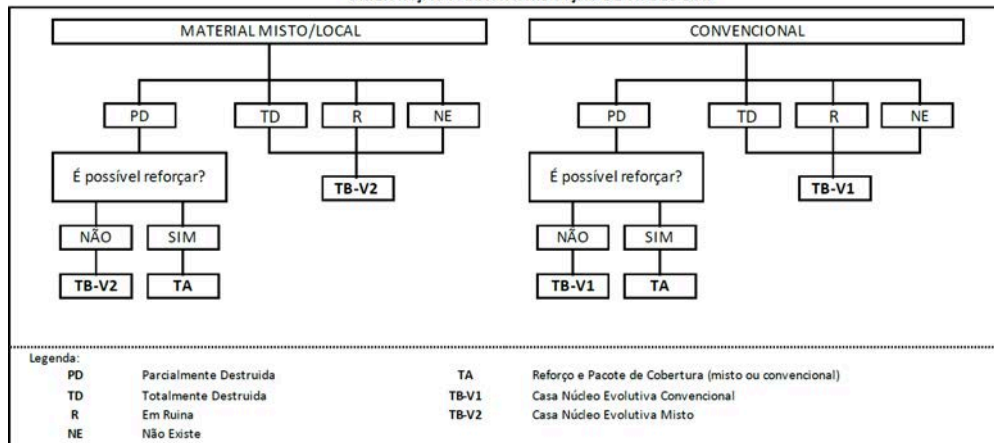 MATERIAL MISTO/LOCAL
CONVENCIONAL
PD
TD
R
NE
PD
TD
R
NE
É possível reforçar?
TB-V2
É possível reforçar?
TB-V1
NÃO
SIM
NÃO
SIM
TB-V2
TA
TB-V1
TA
Legenda:
PD Parcialmente Destruida TA Reforço e Pacote de Cobertura (misto ou convencional)
TD Totalmente Destruida TB-V1 Casa Núcleo Evolutiva Convencional
R Em Ruina TB-V2 Casa Núcleo Evolutiva Misto
NE Não Existe